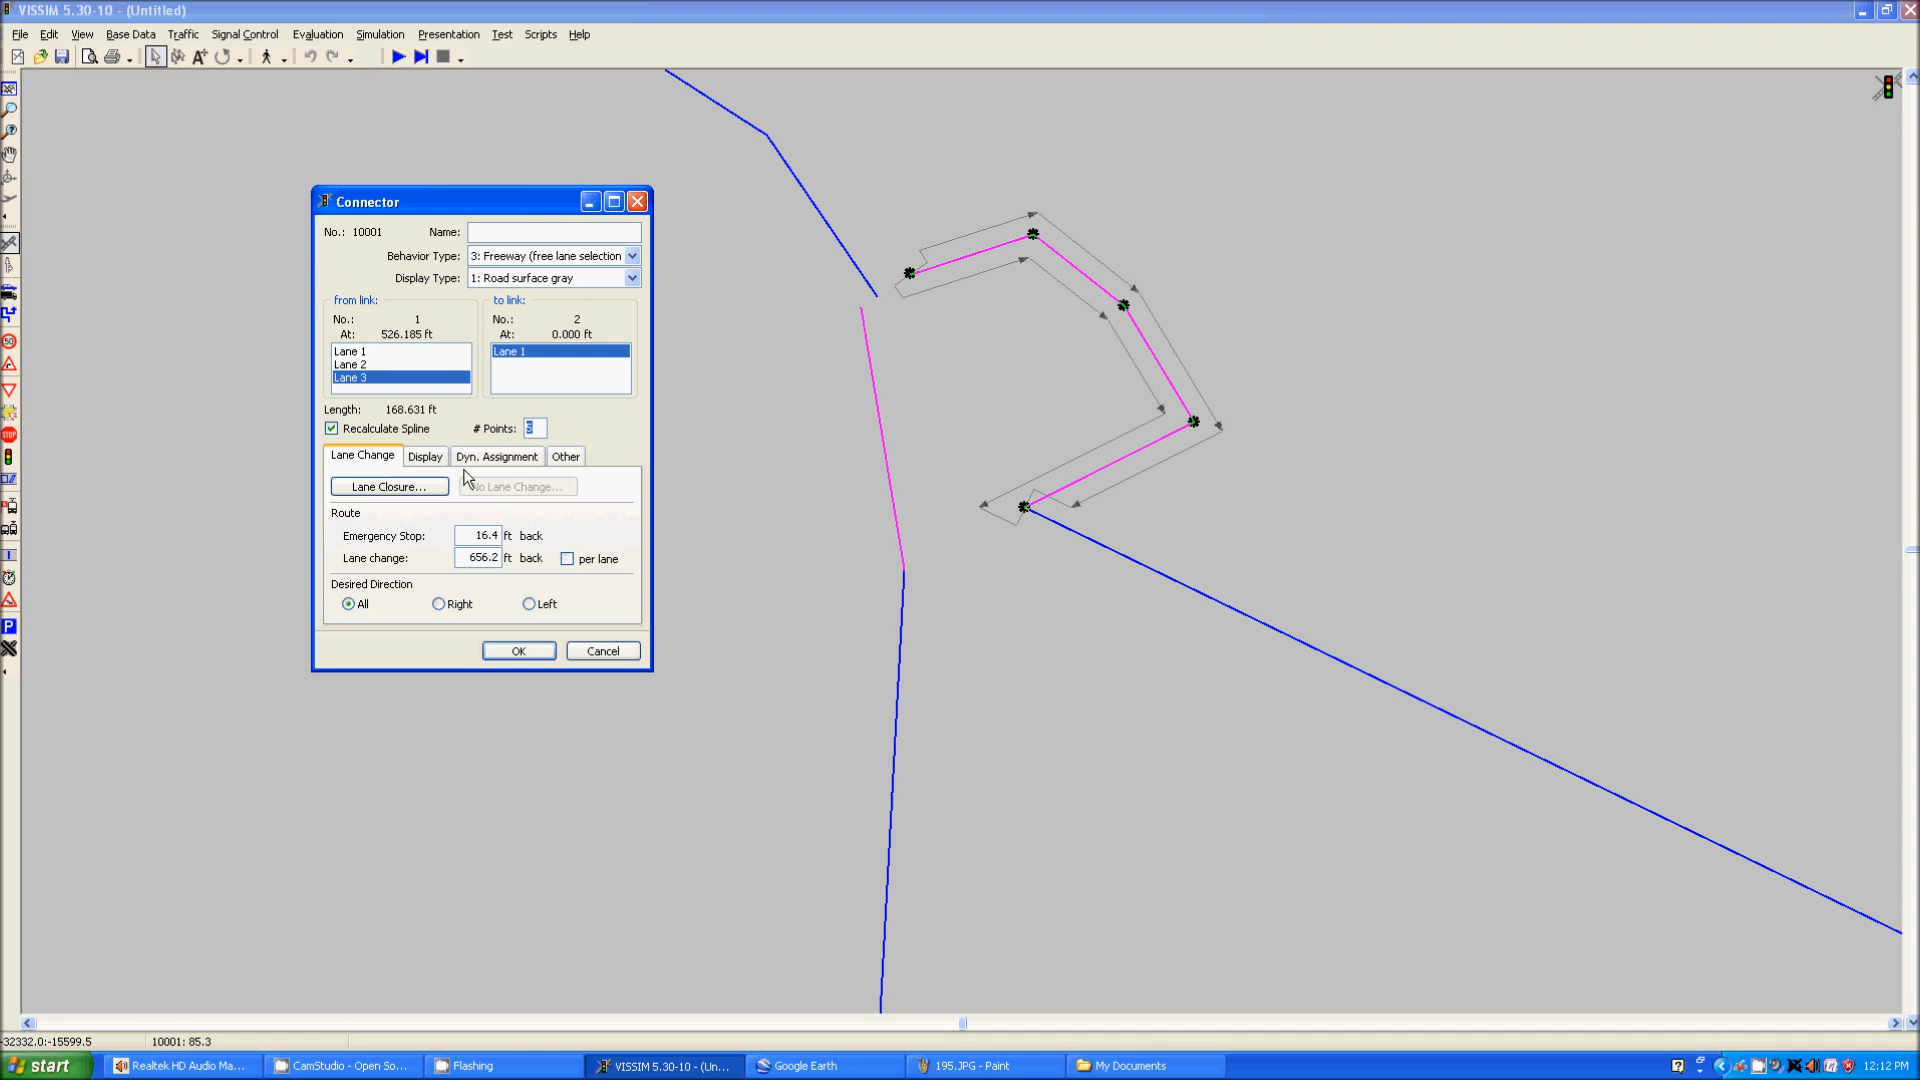 VISSIM 5.30-10 - (Untitled)
File Edit View Base Data Traffic Signal Control Evaluation Simulation Presentation Test Scripts Help
Connector
No.: 10001 Name:
Behavior Type: 3: Freeway (free lane selection
Display Type: 1: Road surface gray
from link: to link:
No.: 1 No.: 2
At: 526.185 ft At: 0.000 ft
Lane 1 Lane 1
Lane 2
Lane 3
Length: 168.631 ft
Recalculate Spline # Points: 5
Lane Change Display Dyn. Assignment Other
Lane Closure... No Lane Change...
Route
Emergency Stop: 16.4 ft back
Lane change: 656.2 ft back per lane
Desired Direction
All Right Left
OK Cancel
50
STOP
P
-32332.0:-15599.5 10001: 85.3
start Realtek HD Audio Ma... CamStudio - Open So... Flashing VISSIM 5.30-10 - (Un... Google Earth 195.JPG - Paint My Documents 12:12 PM